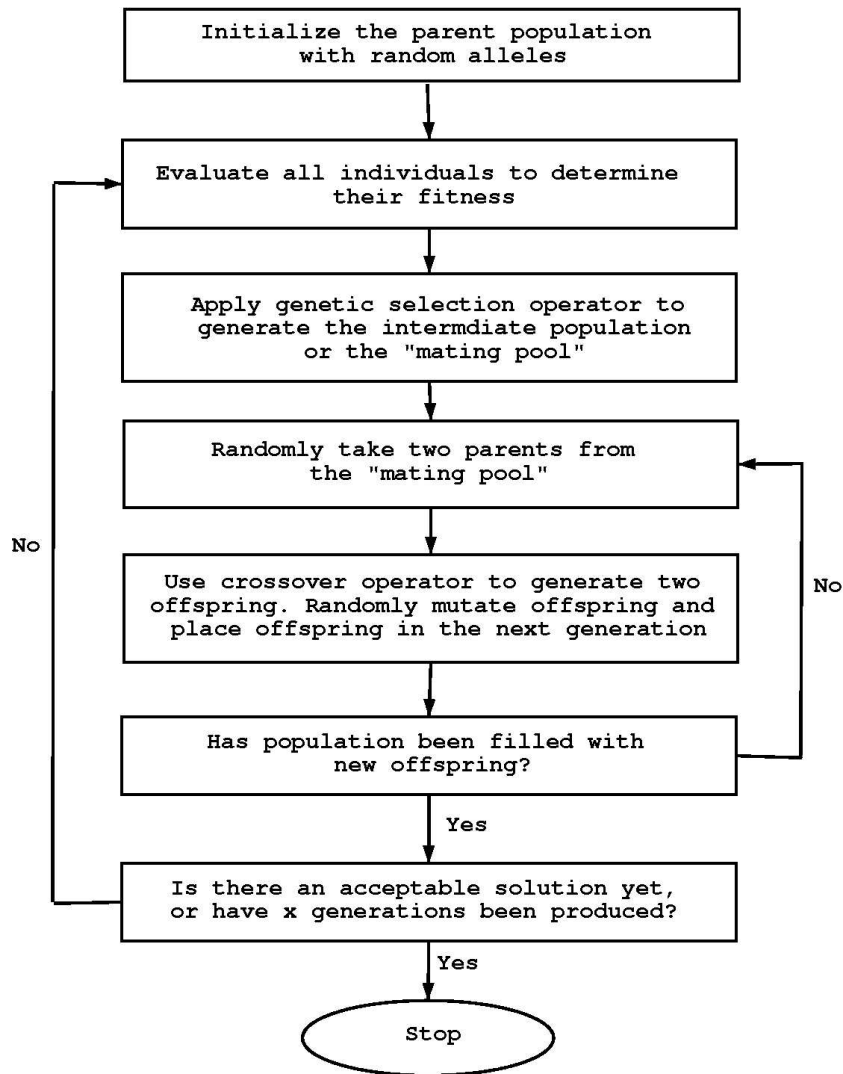 Initialize the parent population
with random alleles
Evaluate all individuals to determine
their fitness
Apply genetic selection operator to
generate the intermdiate population
or the "mating pool"
Randomly take two parents from
the "mating pool"
No
Use crossover operator to generate two
offspring. Randomly mutate offspring and
place offspring in the next generation
No
Has population been filled with
new offspring?
Yes
Is there an acceptable solution yet,
or have x generations been produced?
Yes
Stop